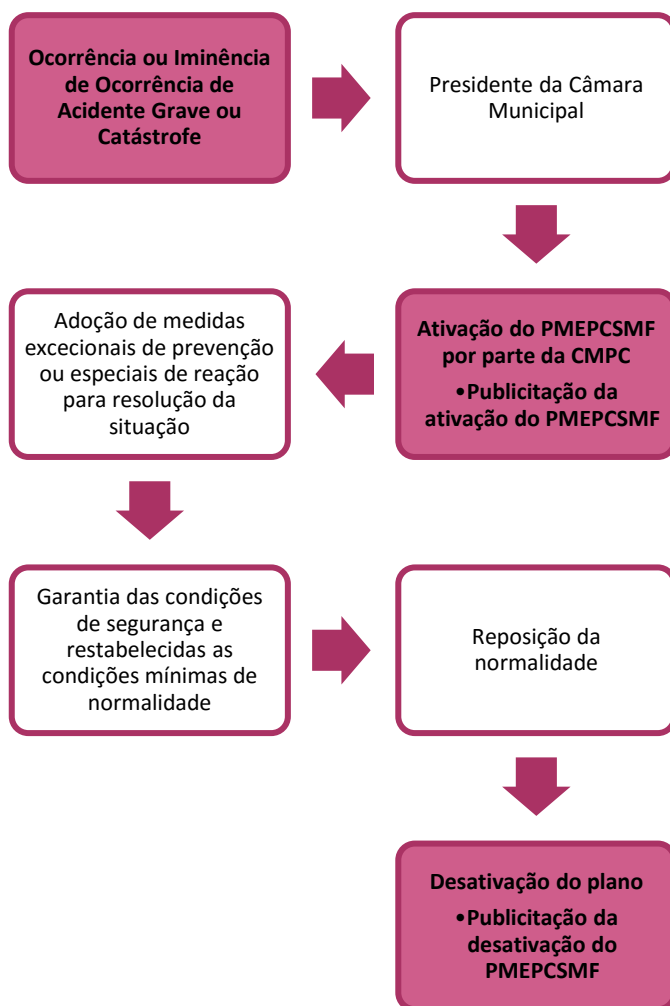 Ocorrência ou Iminência
de Ocorrência de
Acidente Grave ou
Catástrofe
Presidente da Câmara
Municipal
Ativação do PMEPCSMF
por parte da CMPC
•Publicitação da
ativação do PMEPCSMF
Adoção de medidas
excecionais de prevenção
ou especiais de reação
para resolução da
situação
Garantia das condições
de segurança e
restabelecidas as
condições mínimas de
normalidade
Reposição da
normalidade
Desativação do plano
•Publicitação da
desativação do
PMEPCSMF